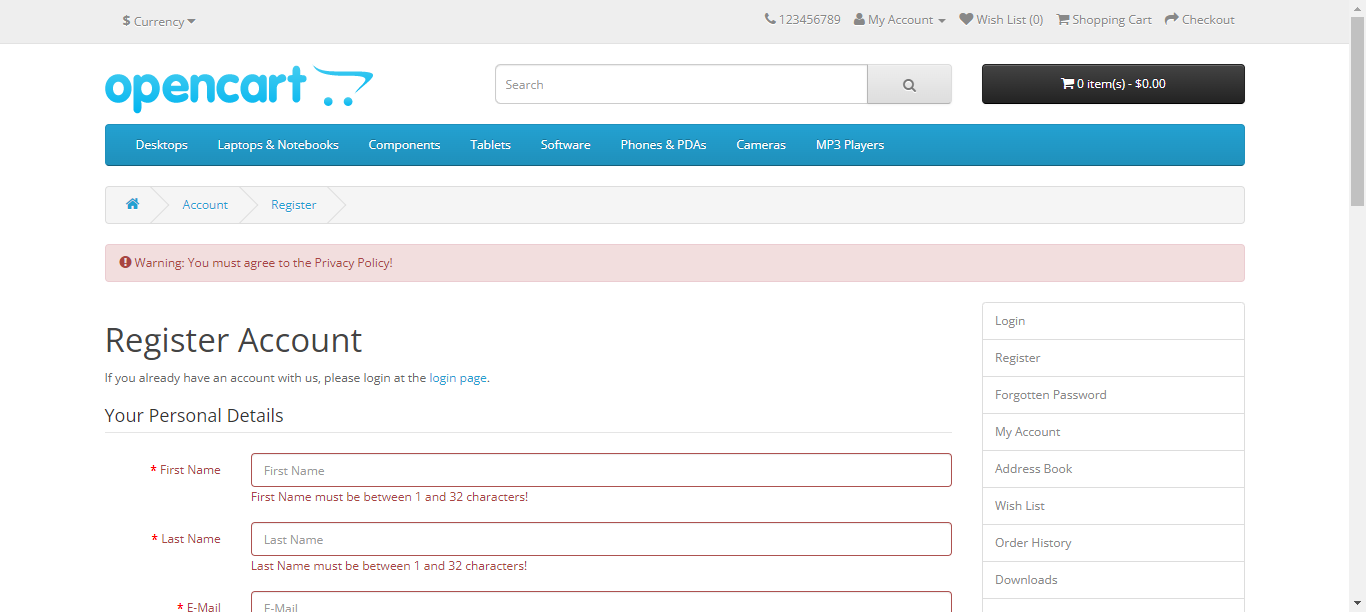 $ Currency
123456789 My Account Wish List (0) Shopping Cart Checkout
opencart
Search
0 item(s) - $0.00
Desktops Laptops & Notebooks Components Tablets Software Phones & PDAs Cameras MP3 Players
Account Register
Warning: You must agree to the Privacy Policy!
Register Account
If you already have an account with us, please login at the login page.
Your Personal Details
* First Name
First Name
First Name must be between 1 and 32 characters!
* Last Name
Last Name
Last Name must be between 1 and 32 characters!
* E-Mail
E-Mail
Login
Register
Forgotten Password
My Account
Address Book
Wish List
Order History
Downloads